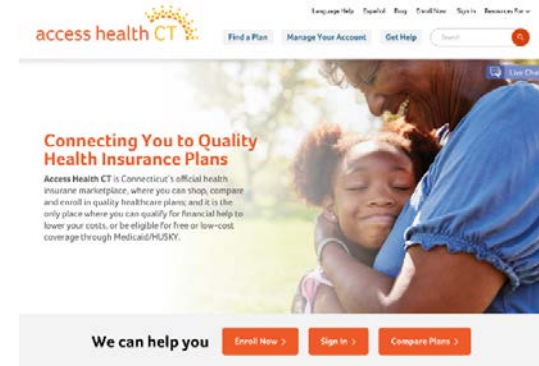 Language Help Español Blog Enroll Now Sign In Resources For
access health CT
Find a Plan Manage Your Account Get Help Search
Live Cha
Connecting You to Quality
Health Insurance Plans
Access Health CT is Connecticut's official health
insurane marketplace, where you can shop, compare
and enroll in quality healthcare plans; and it is the
only place where you can qualify for financial help to
lower your costs, or be eligible for free or low-cost
coverage through Medicaid/HUSKY.
We can help you Enroll Now > Sign In > Compare Plans >